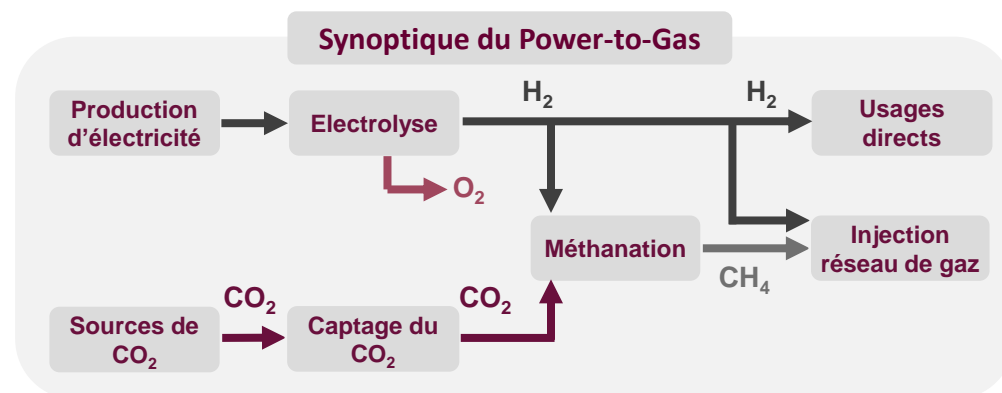 Synoptique du Power-to-Gas
H₂
H₂
Production
d'électricité
Electrolyse
Usages
directs
O₂
Méthanation
Injection
réseau de gaz
CH₄
CO₂
CO₂
Sources de
CO₂
Captage du
CO₂